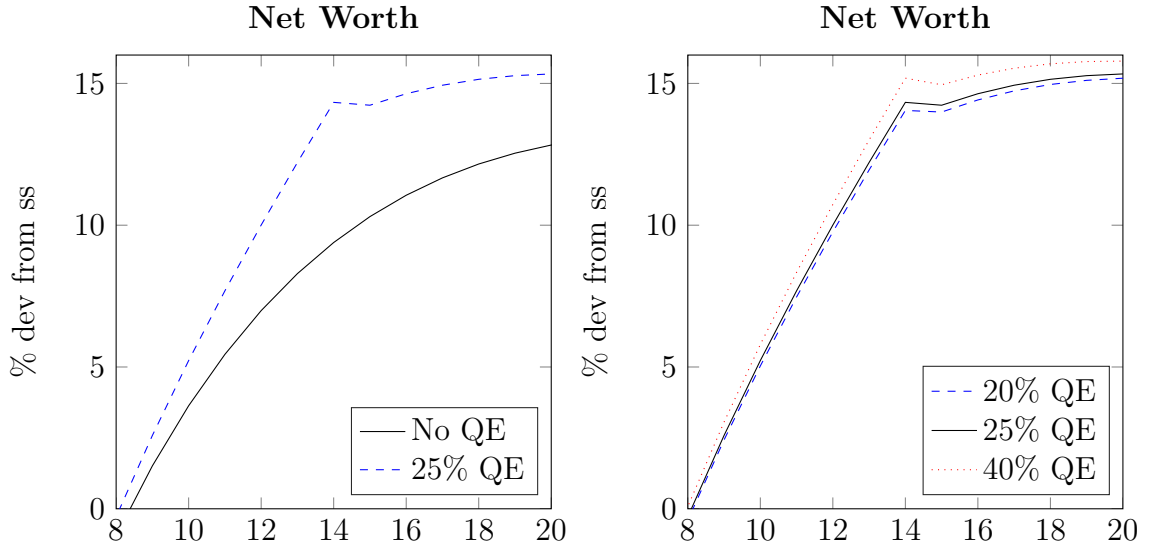 Net Worth
% dev from ss
15
10
5
0
8 10 12 14 16 18 20
No QE
25% QE
Net Worth
% dev from ss
15
10
5
0
8 10 12 14 16 18 20
20% QE
25% QE
40% QE